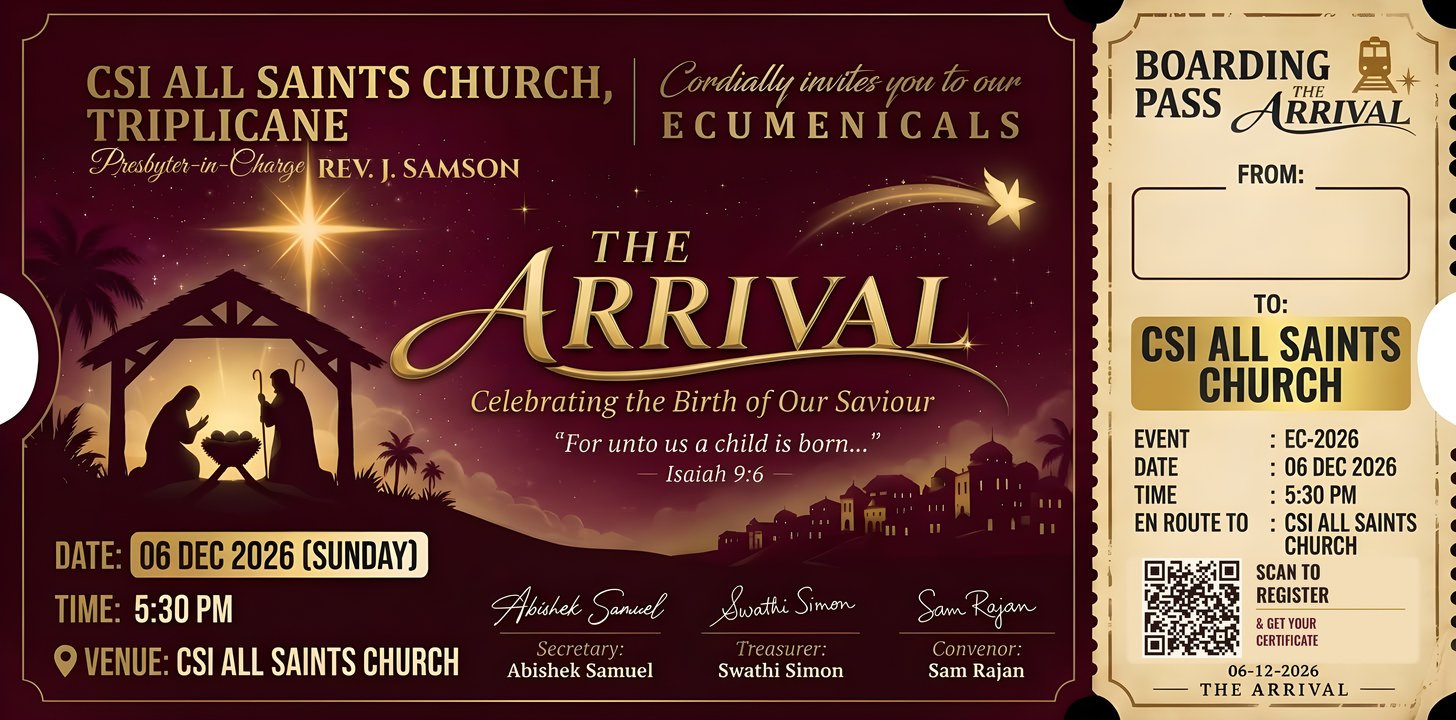 CSI ALL SAINTS CHURCH,
TRIPLICANE
Presbyter-in-Charge REV. J. SAMSON
Cordially invites you to our
ECUMENICALS
THE
ARRIVAL
Celebrating the Birth of Our Saviour
“For unto us a child is born...”
— Isaiah 9:6 —
DATE: 06 DEC 2026 (SUNDAY)
TIME: 5:30 PM
VENUE: CSI ALL SAINTS CHURCH
Abishek Samuel
Secretary:
Abishek Samuel
Swathi Simon
Treasurer:
Swathi Simon
Sam Rajan
Convenor:
Sam Rajan
BOARDING
PASS
THE
ARRIVAL
FROM:
TO:
CSI ALL SAINTS
CHURCH
EVENT : EC-2026
DATE : 06 DEC 2026
TIME : 5:30 PM
EN ROUTE TO : CSI ALL SAINTS
CHURCH
SCAN TO
REGISTER
& GET YOUR
CERTIFICATE
06-12-2026
— THE ARRIVAL —